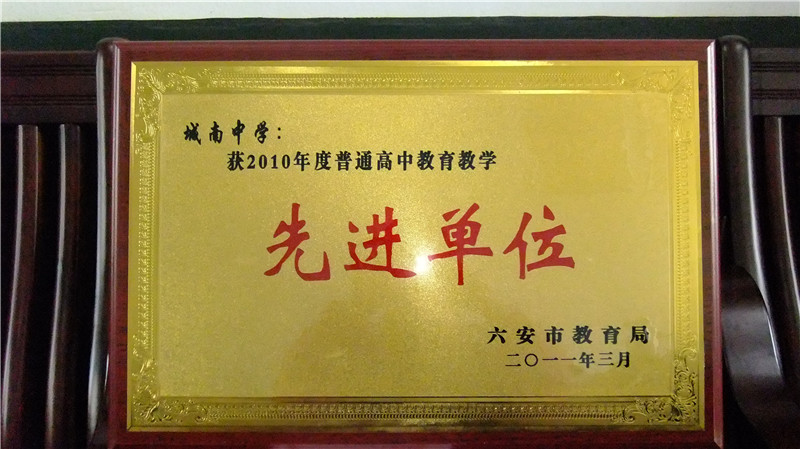 城南中学：
获2010年度普通高中教育教学
先进单位
六安市教育局
二〇一一年三月